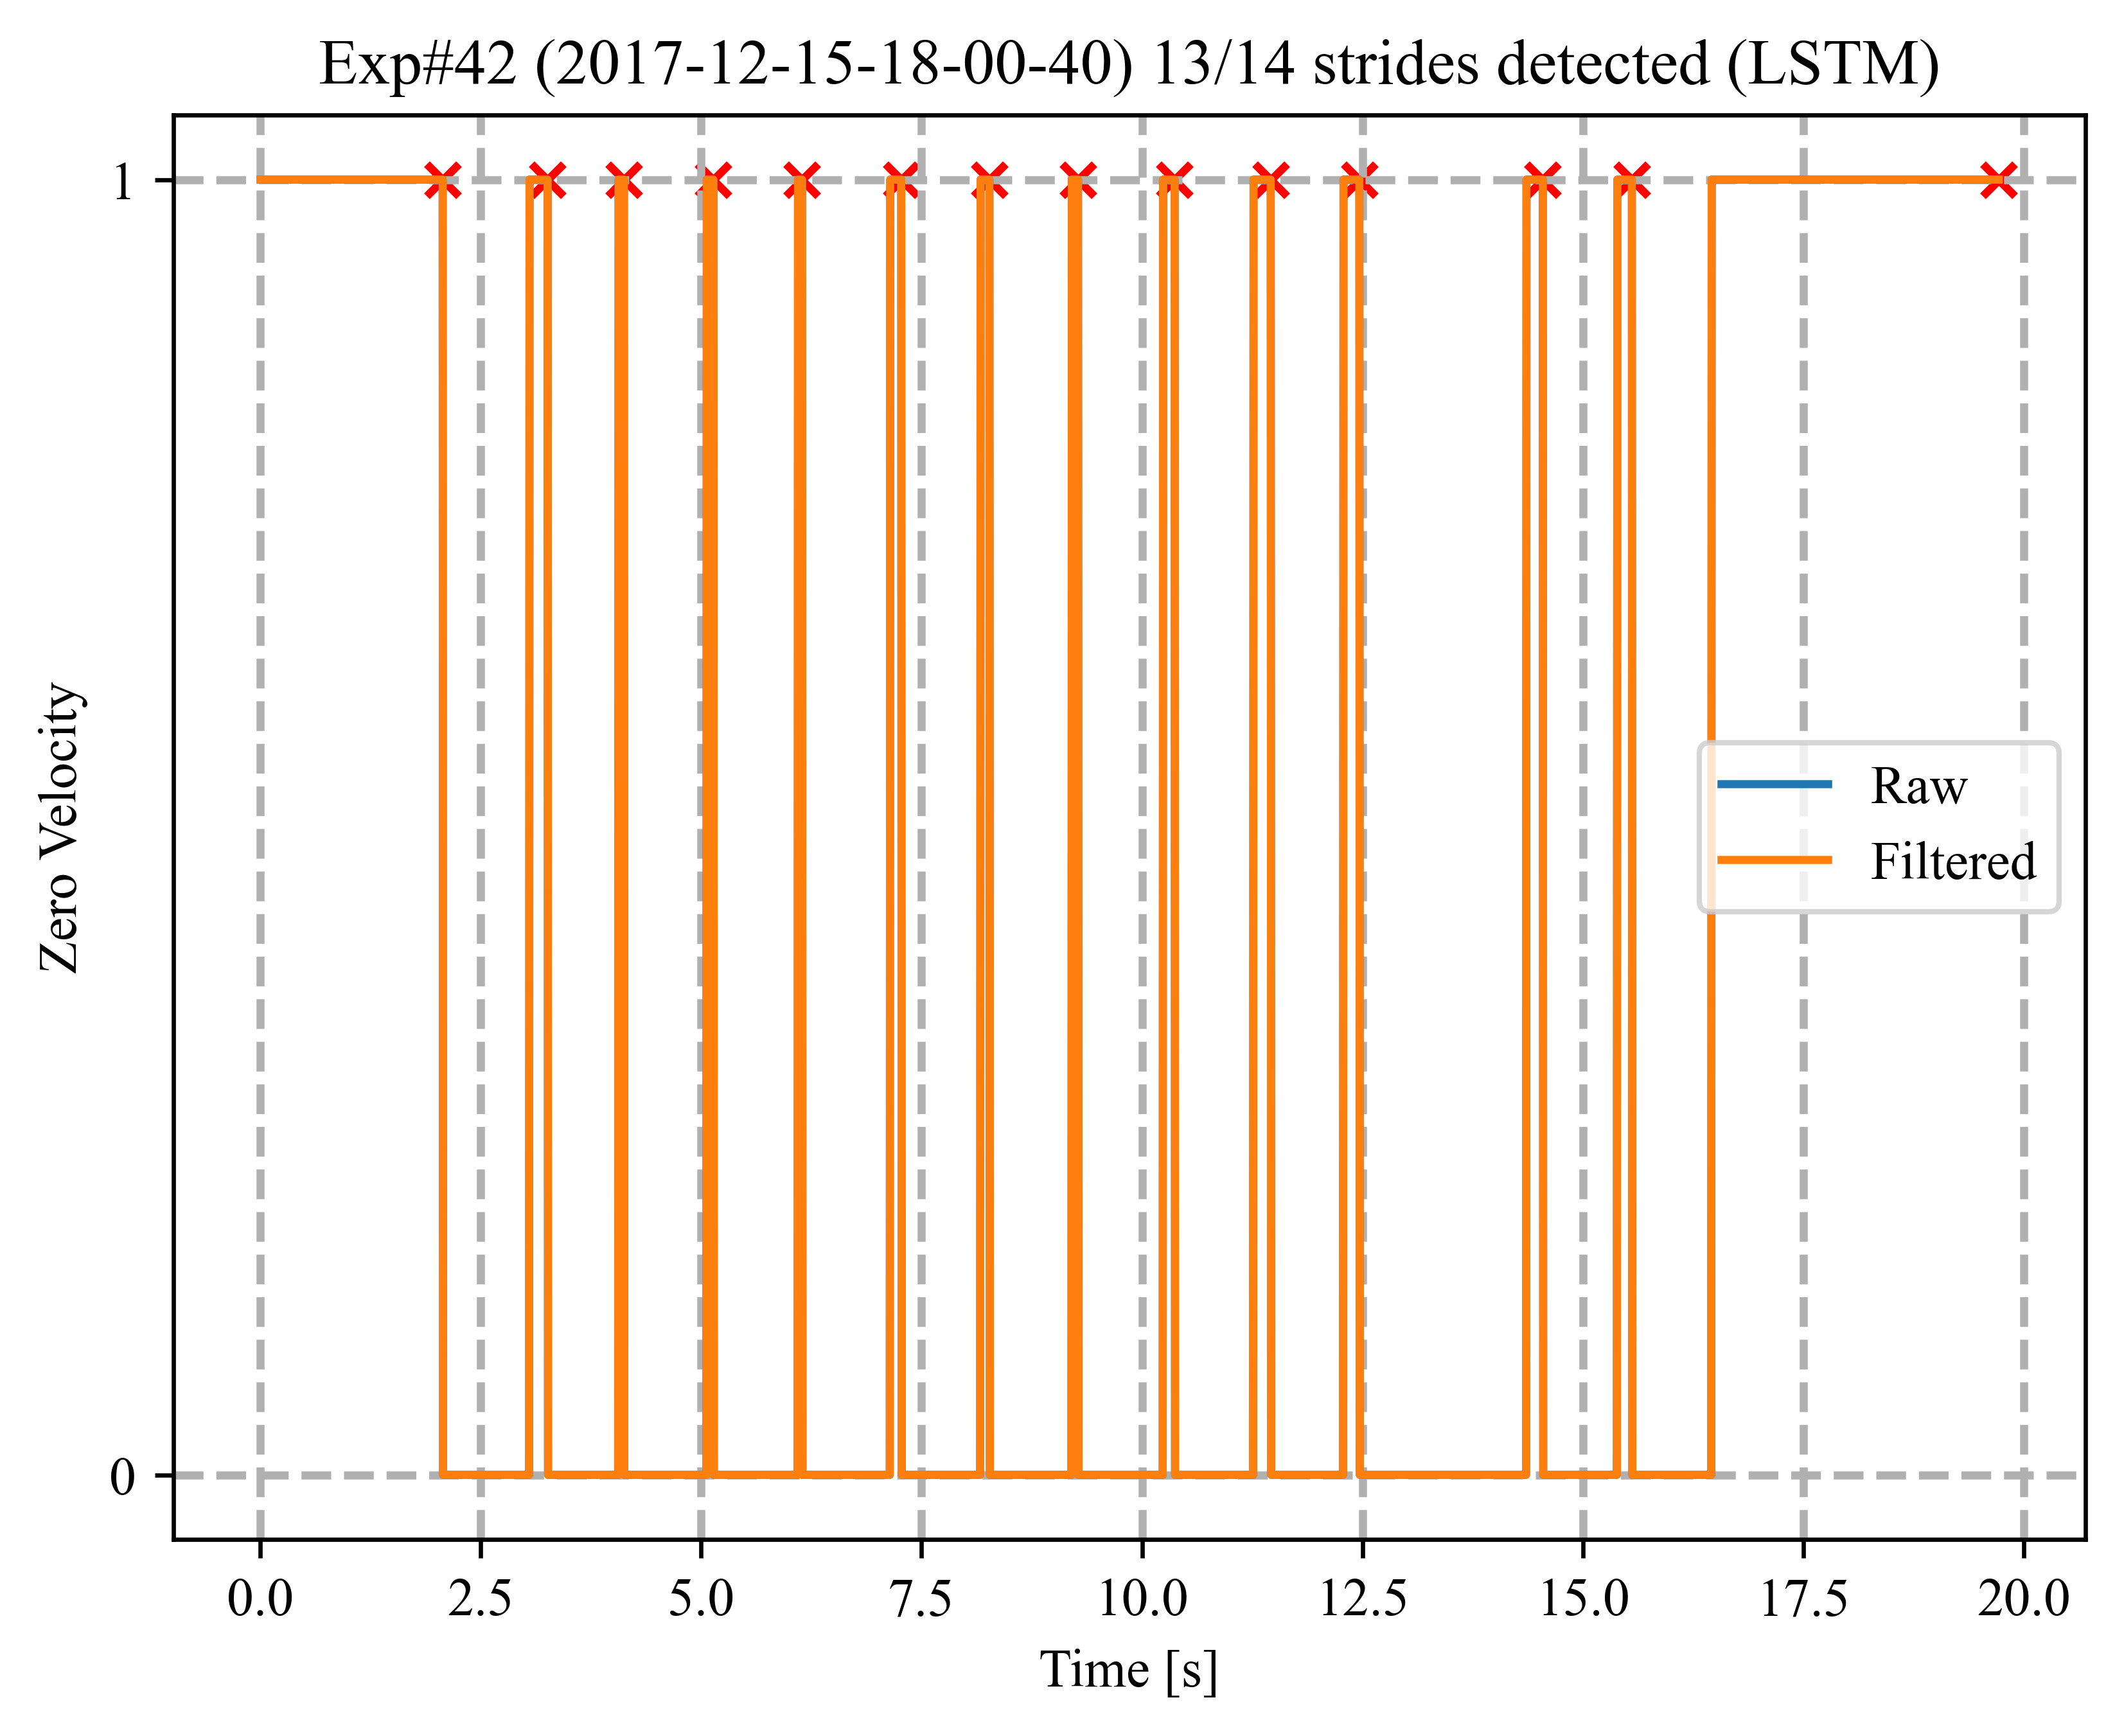 Exp#42 (2017-12-15-18-00-40) 13/14 strides detected (LSTM)
1
Zero Velocity
Raw
Filtered
0
0.0 2.5 5.0 7.5 10.0 12.5 15.0 17.5 20.0
Time [s]